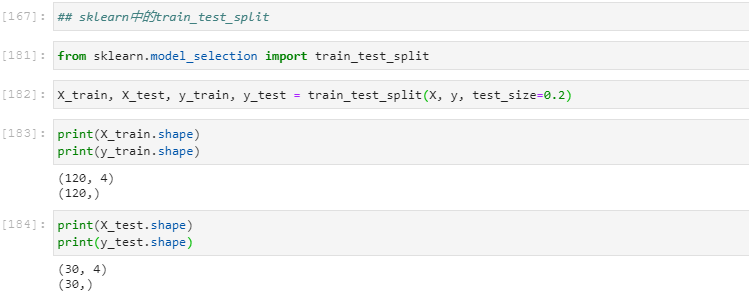 [167]: ## sklearn中的train_test_split
[181]: from sklearn.model_selection import train_test_split
[182]: X_train, X_test, y_train, y_test = train_test_split(X, y, test_size=0.2)
[183]: print(X_train.shape)
print(y_train.shape)
(120, 4)
(120,)
[184]: print(X_test.shape)
print(y_test.shape)
(30, 4)
(30,)